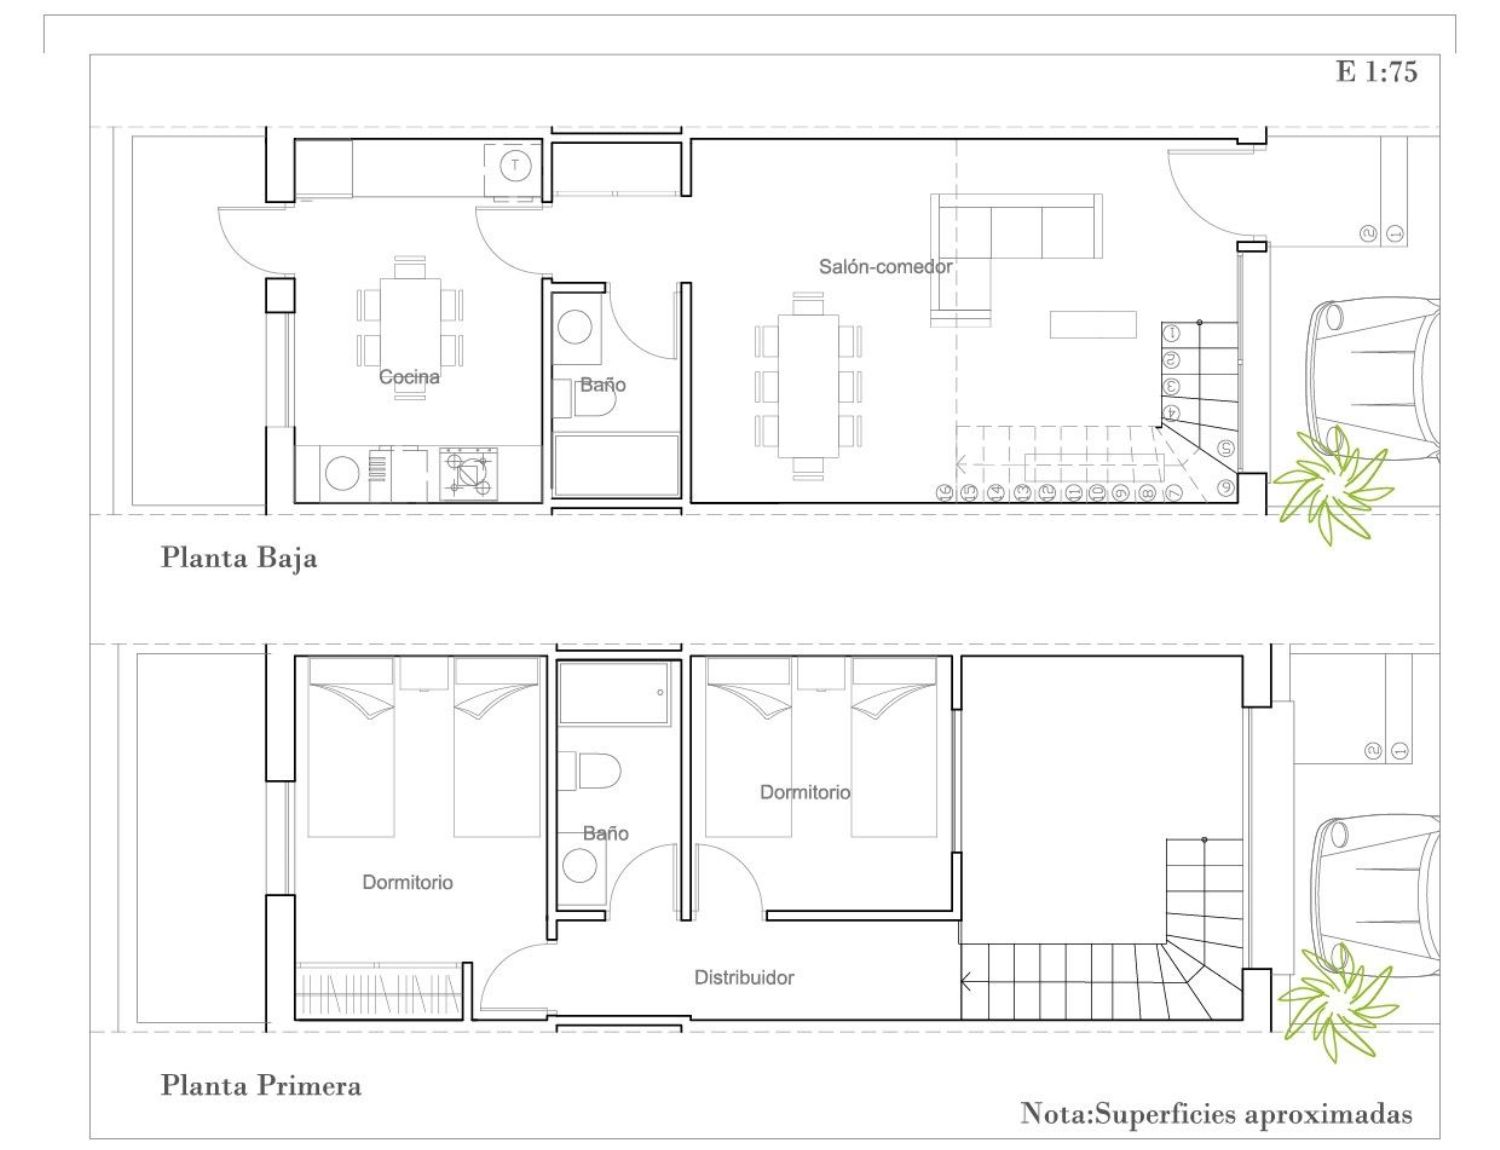 E 1:75
T
2 1
Salón-comedor
1
2
3
Cocina
Baño
4
5
16 15 14 13 12 11 10 9 8 7 6
Planta Baja
2 1
Dormitorio
Baño
Dormitorio
Distribuidor
Planta Primera
Nota:Superficies aproximadas